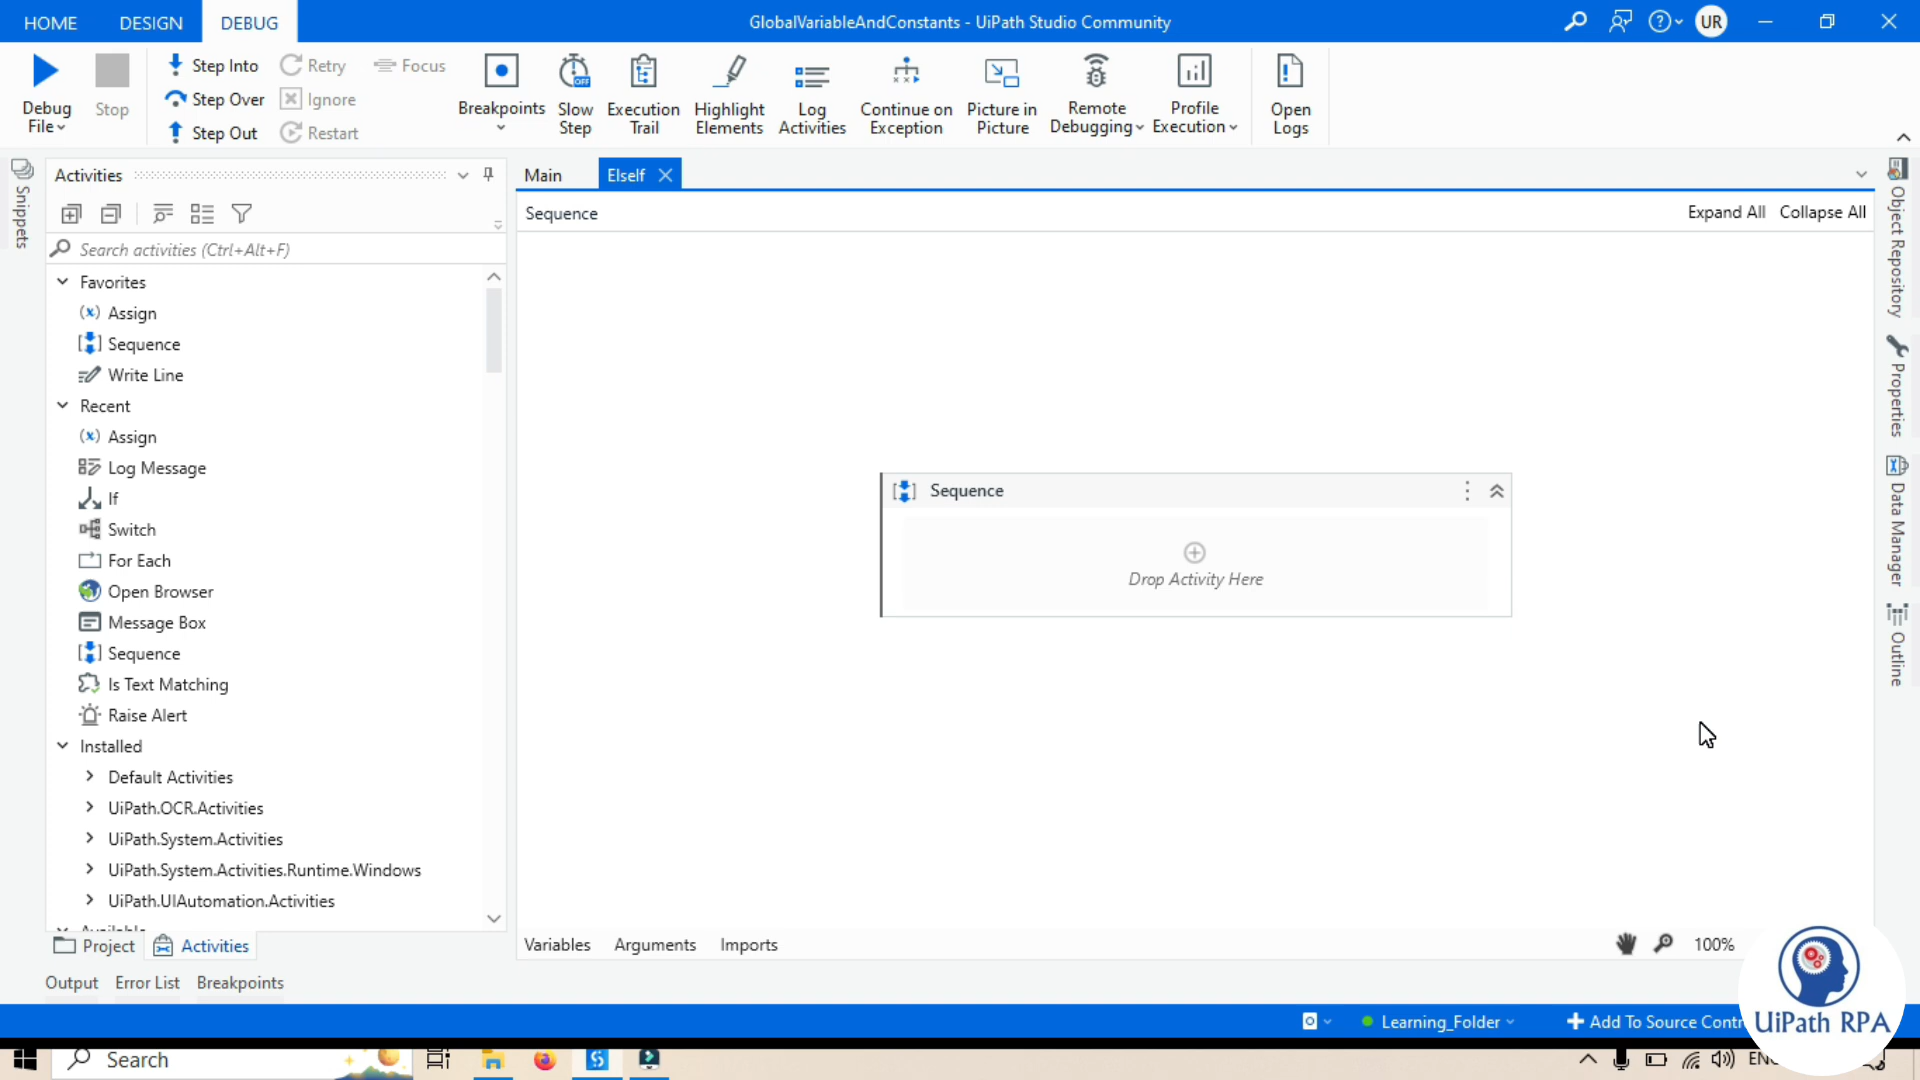 HOME DESIGN DEBUG GlobalVariableAndConstants - UiPath Studio Community UR
Debug File
Stop
Step Into
Step Over
Step Out
Retry
Ignore
Restart
Focus
Breakpoints
Slow Step
OFF
Execution Trail
Highlight Elements
Log Activities
Continue on Exception
Picture in Picture
Remote Debugging
Profile Execution
Open Logs
Snippets
Activities
Search activities (Ctrl+Alt+F)
Favorites
Assign
Sequence
Write Line
Recent
Assign
Log Message
If
Switch
For Each
Open Browser
Message Box
Sequence
Is Text Matching
Raise Alert
Installed
Default Activities
UiPath.OCR.Activities
UiPath.System.Activities
UiPath.System.Activities.Runtime.Windows
UiPath.UIAutomation.Activities
Project Activities
Main ElseIf
Sequence Expand All Collapse All
Sequence
Drop Activity Here
Variables Arguments Imports 100%
Object Repository
Properties
Data Manager
Outline
Output Error List Breakpoints
Learning_Folder Add To Source Contr
UiPath RPA
Search